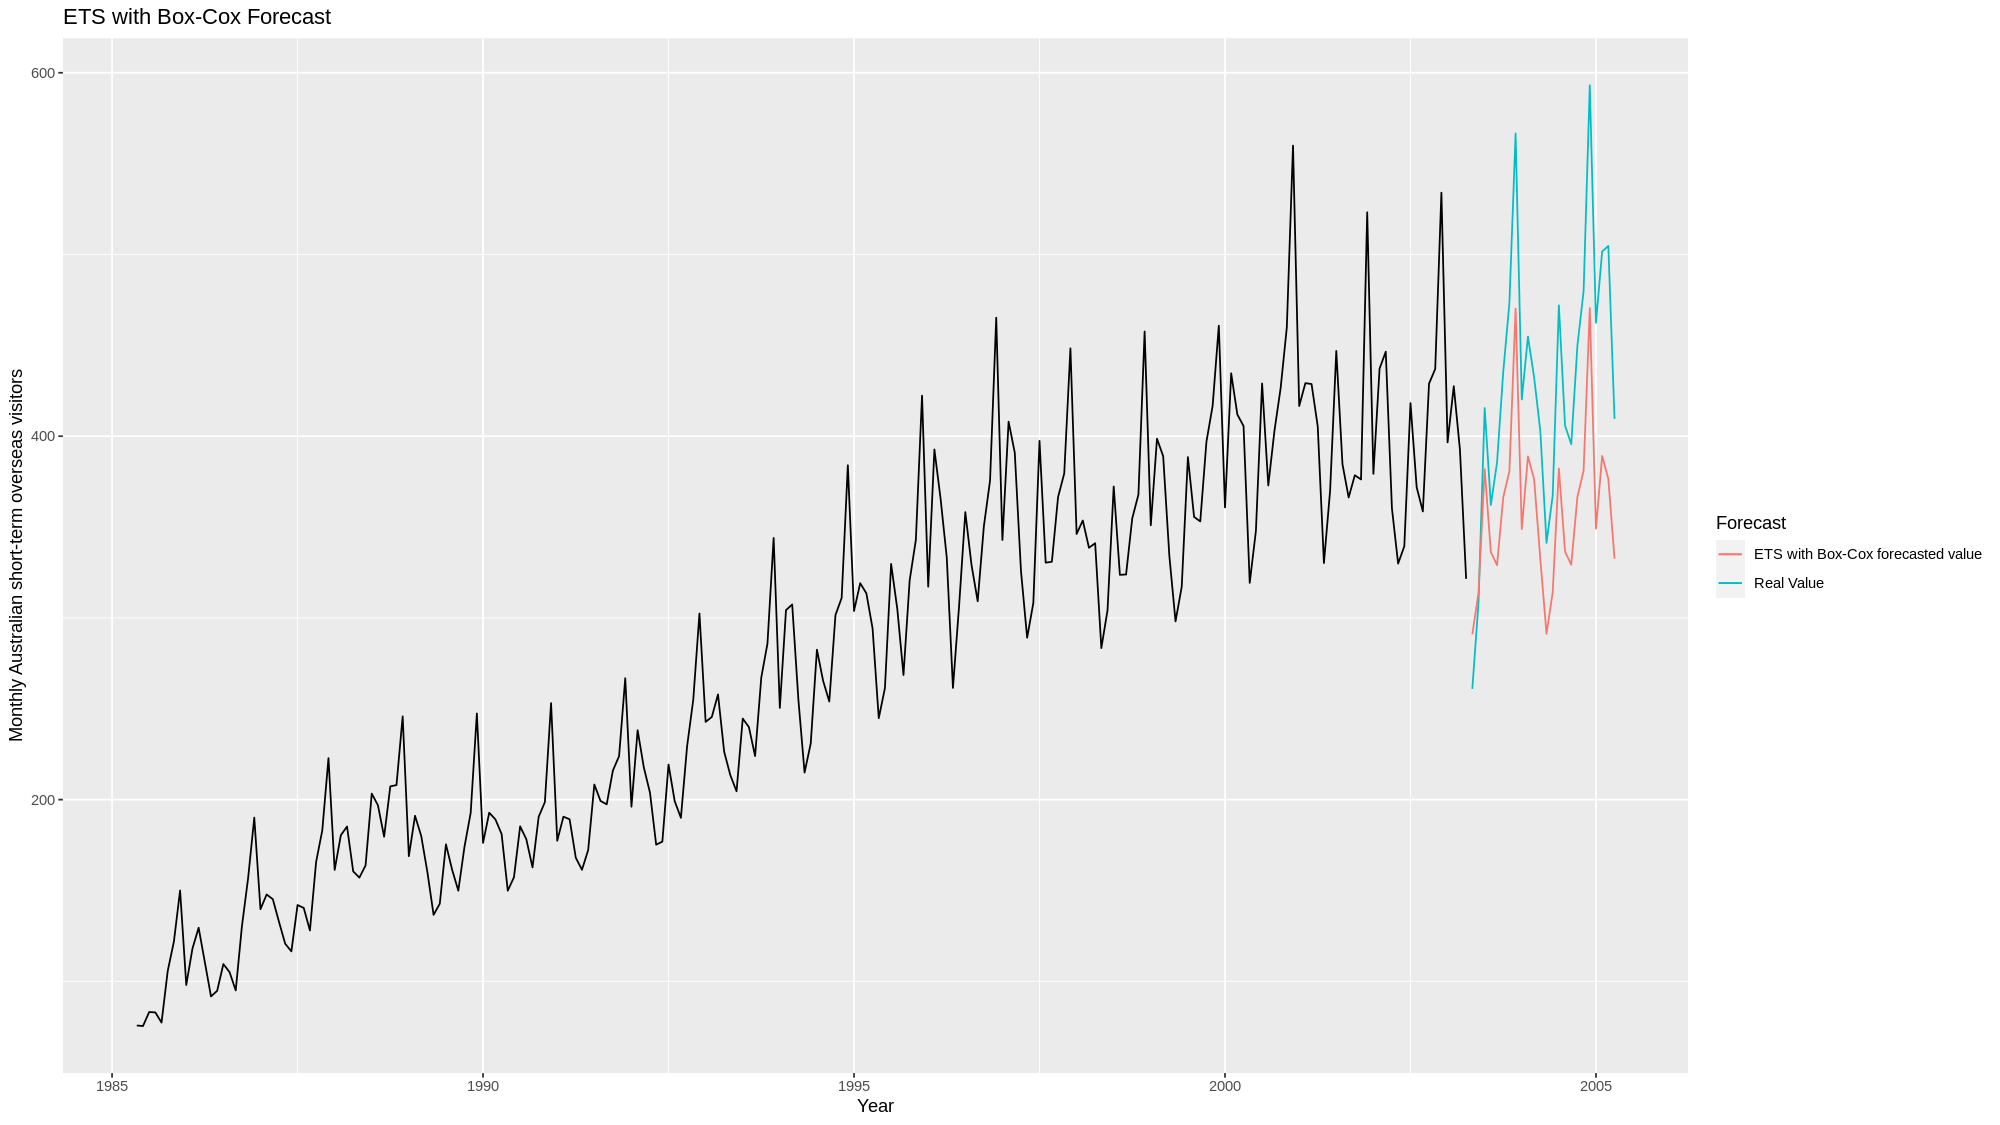 ETS with Box-Cox Forecast
600
400
200
Monthly Australian short-term overseas visitors
1985
1990
1995
2000
2005
Year
Forecast
ETS with Box-Cox forecasted value
Real Value